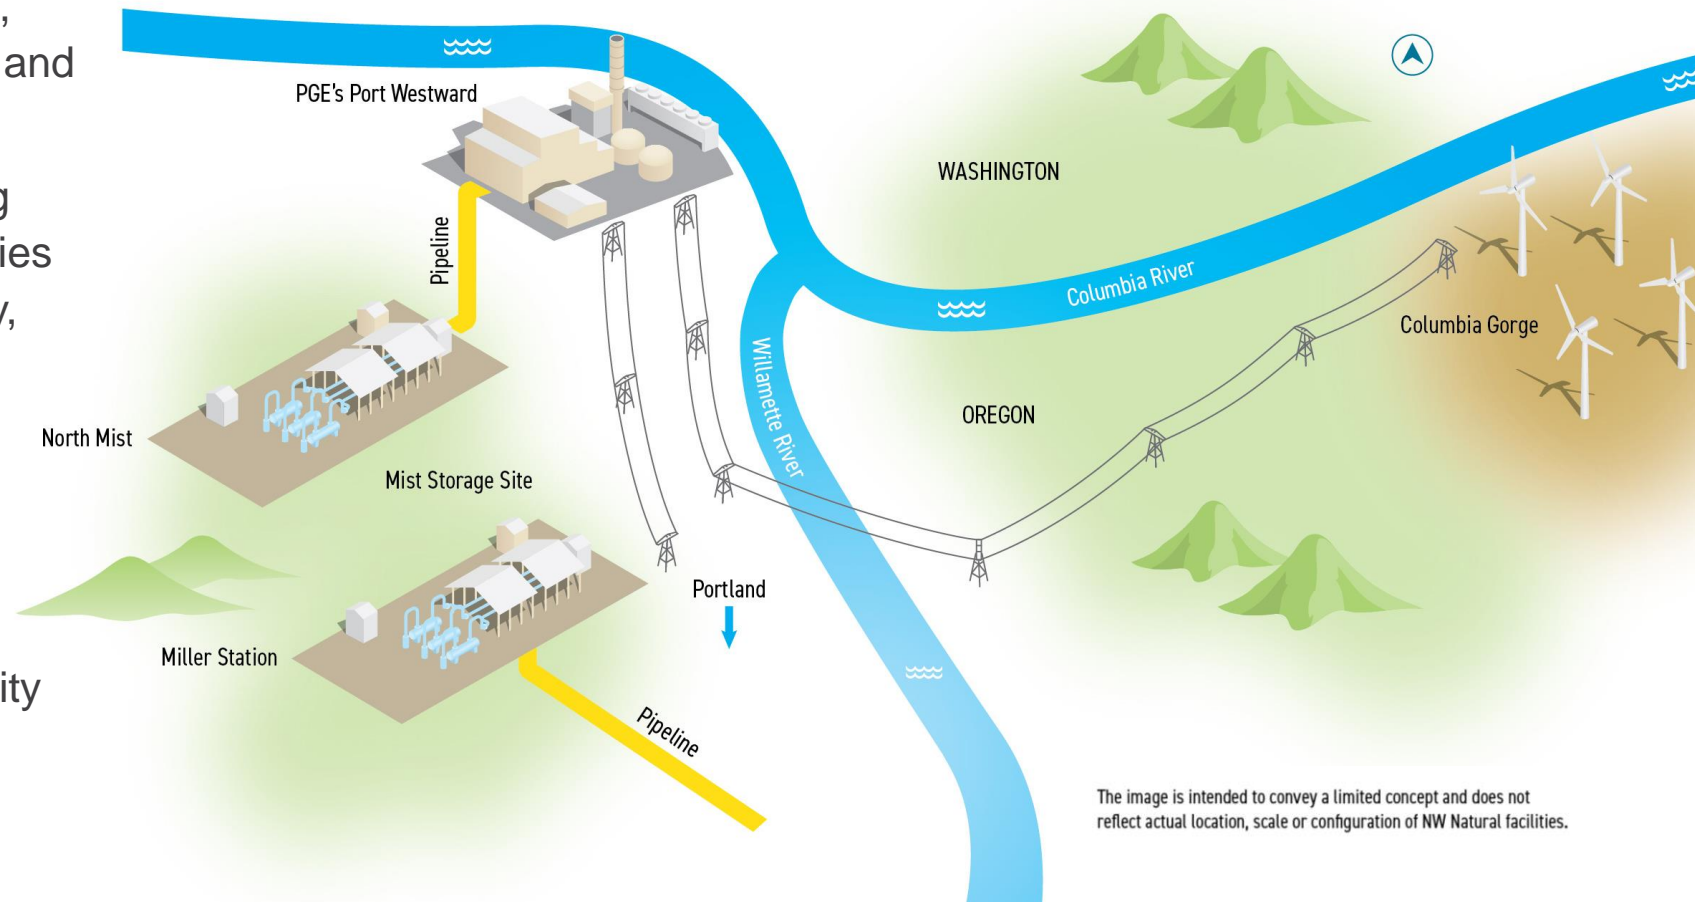 ,
and
g
ies
y,
ity
PGE's Port Westward
WASHINGTON
Pipeline
Columbia River
Columbia Gorge
Willamette River
OREGON
North Mist
Mist Storage Site
Portland
Miller Station
Pipeline
The image is intended to convey a limited concept and does not
reflect actual location, scale or configuration of NW Natural facilities.